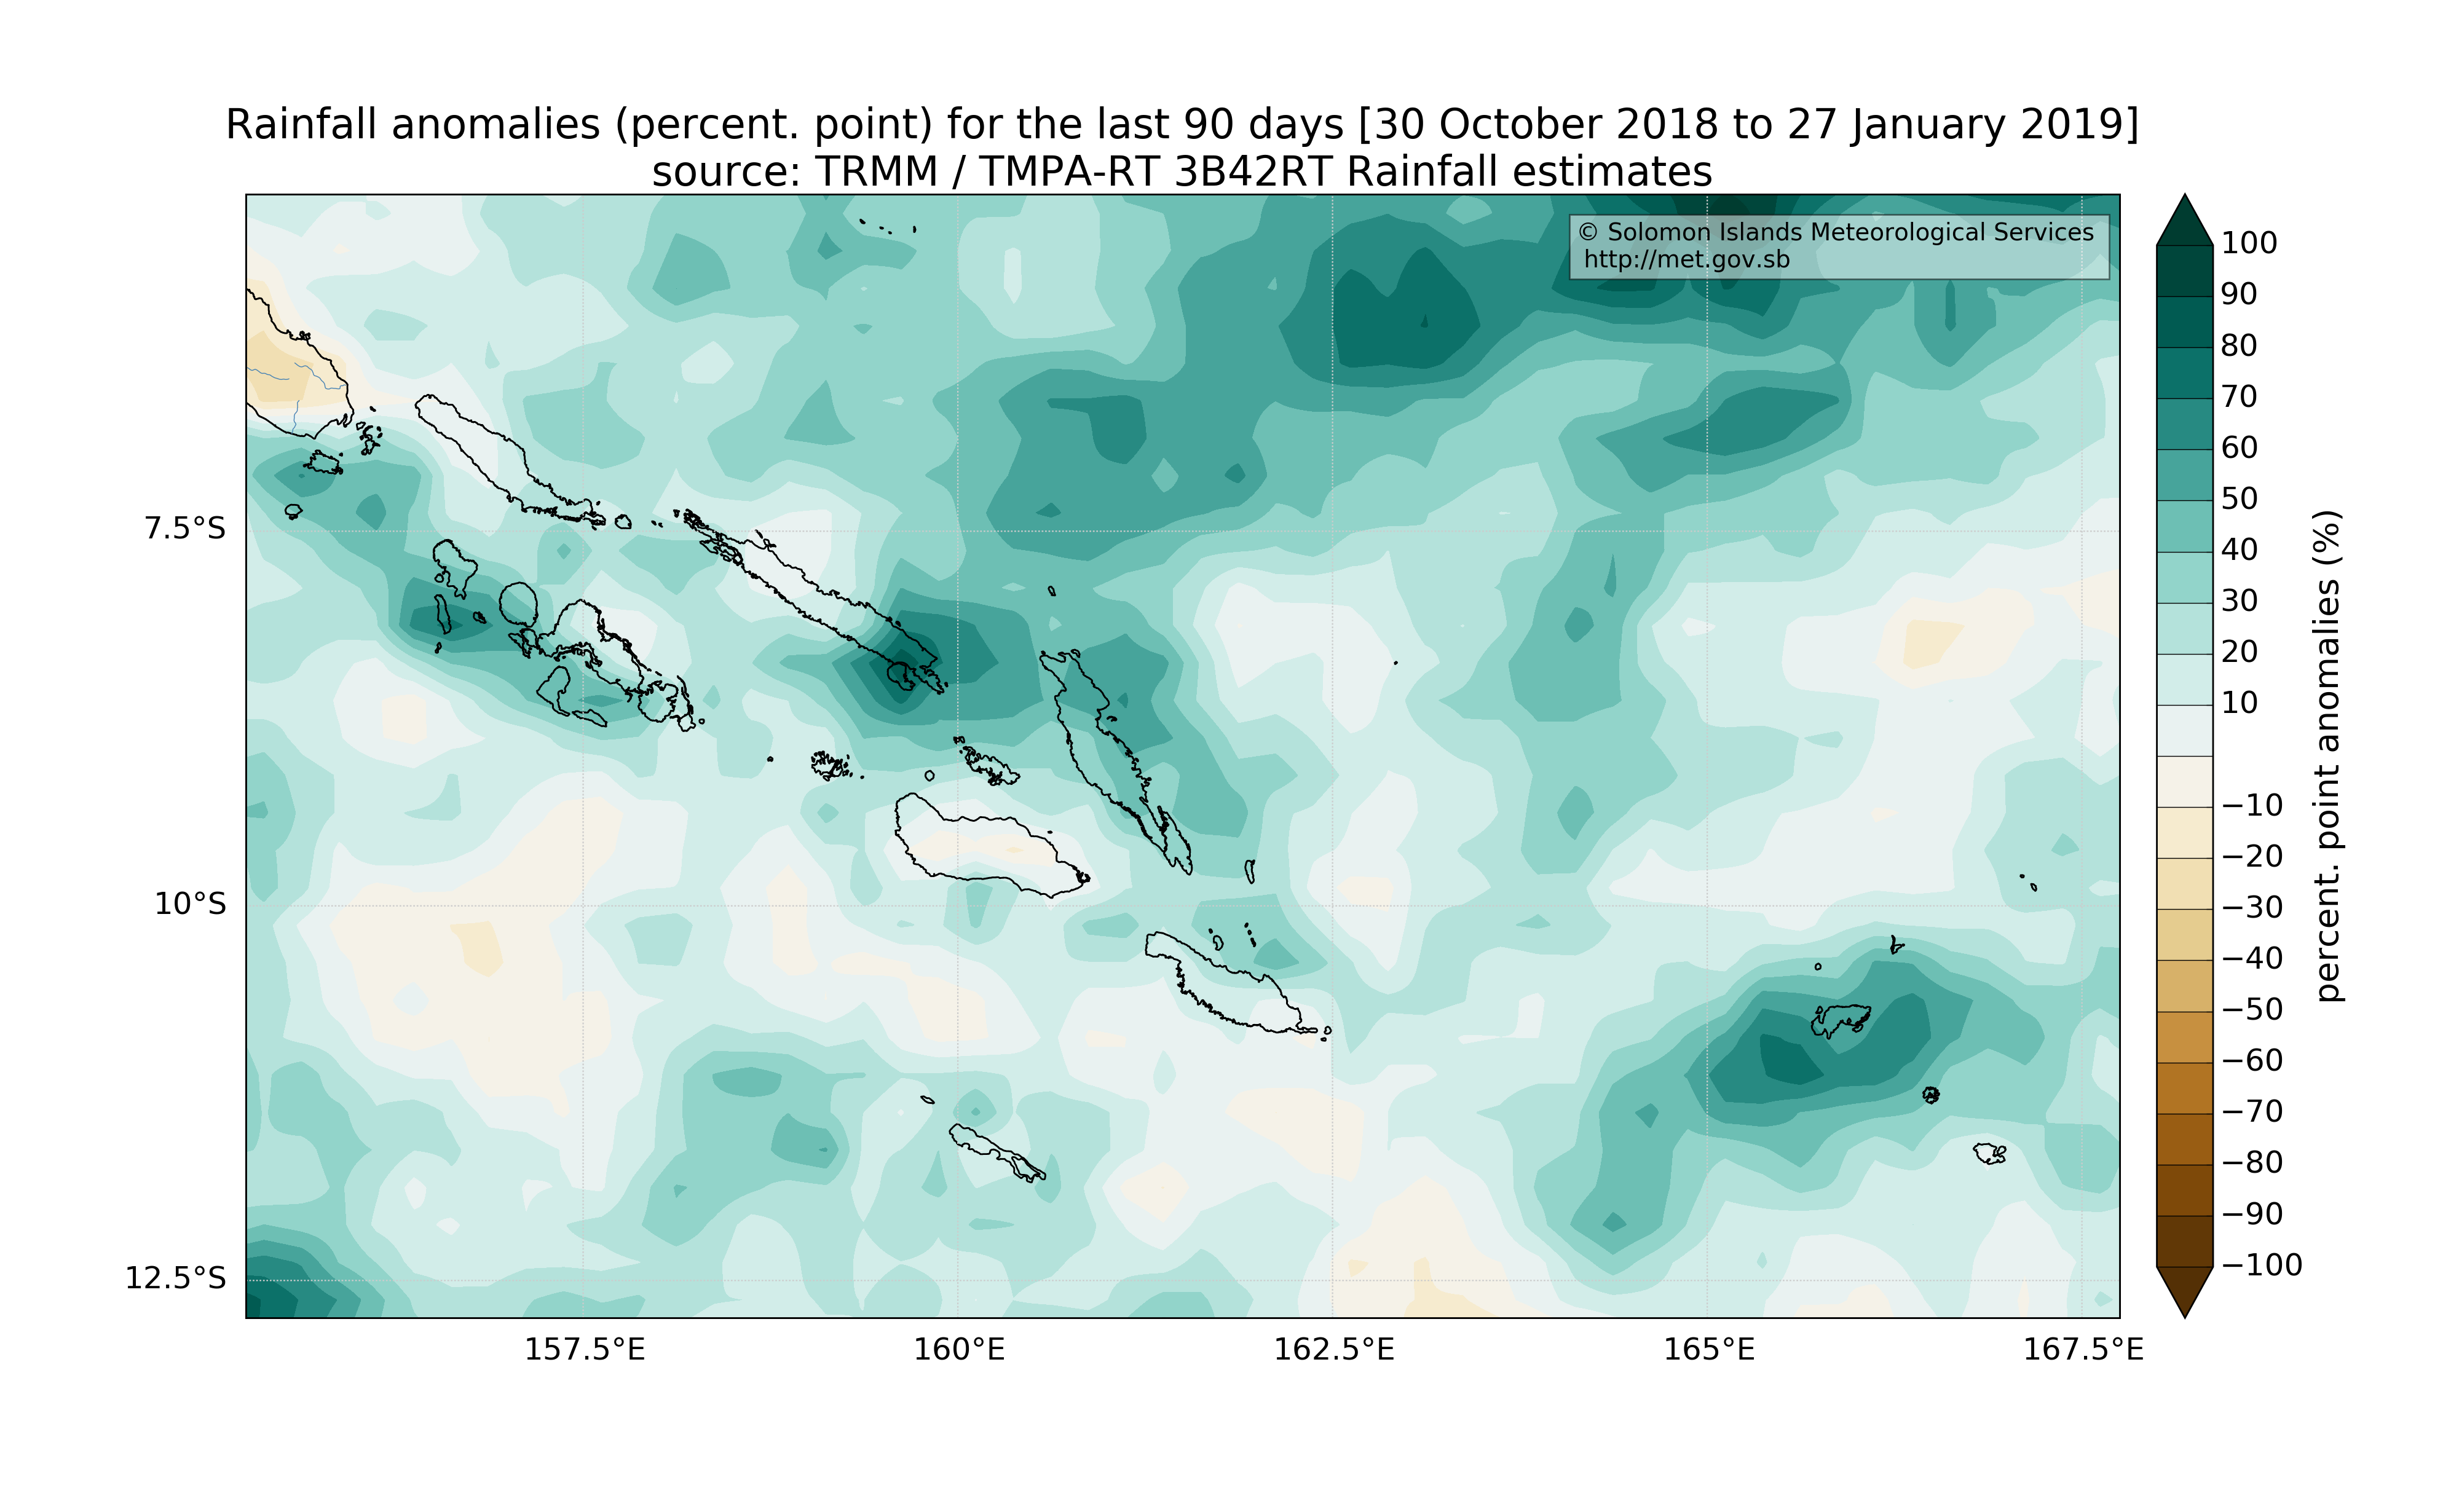 Rainfall anomalies (percent. point) for the last 90 days [30 October 2018 to 27 January 2019]
source: TRMM / TMPA-RT 3B42RT Rainfall estimates
© Solomon Islands Meteorological Services
http://met.gov.sb
7.5°S
10°S
12.5°S
157.5°E
160°E
162.5°E
165°E
167.5°E
100
90
80
70
60
50
40
30
20
10
−10
−20
−30
−40
−50
−60
−70
−80
−90
−100
percent. point anomalies (%)